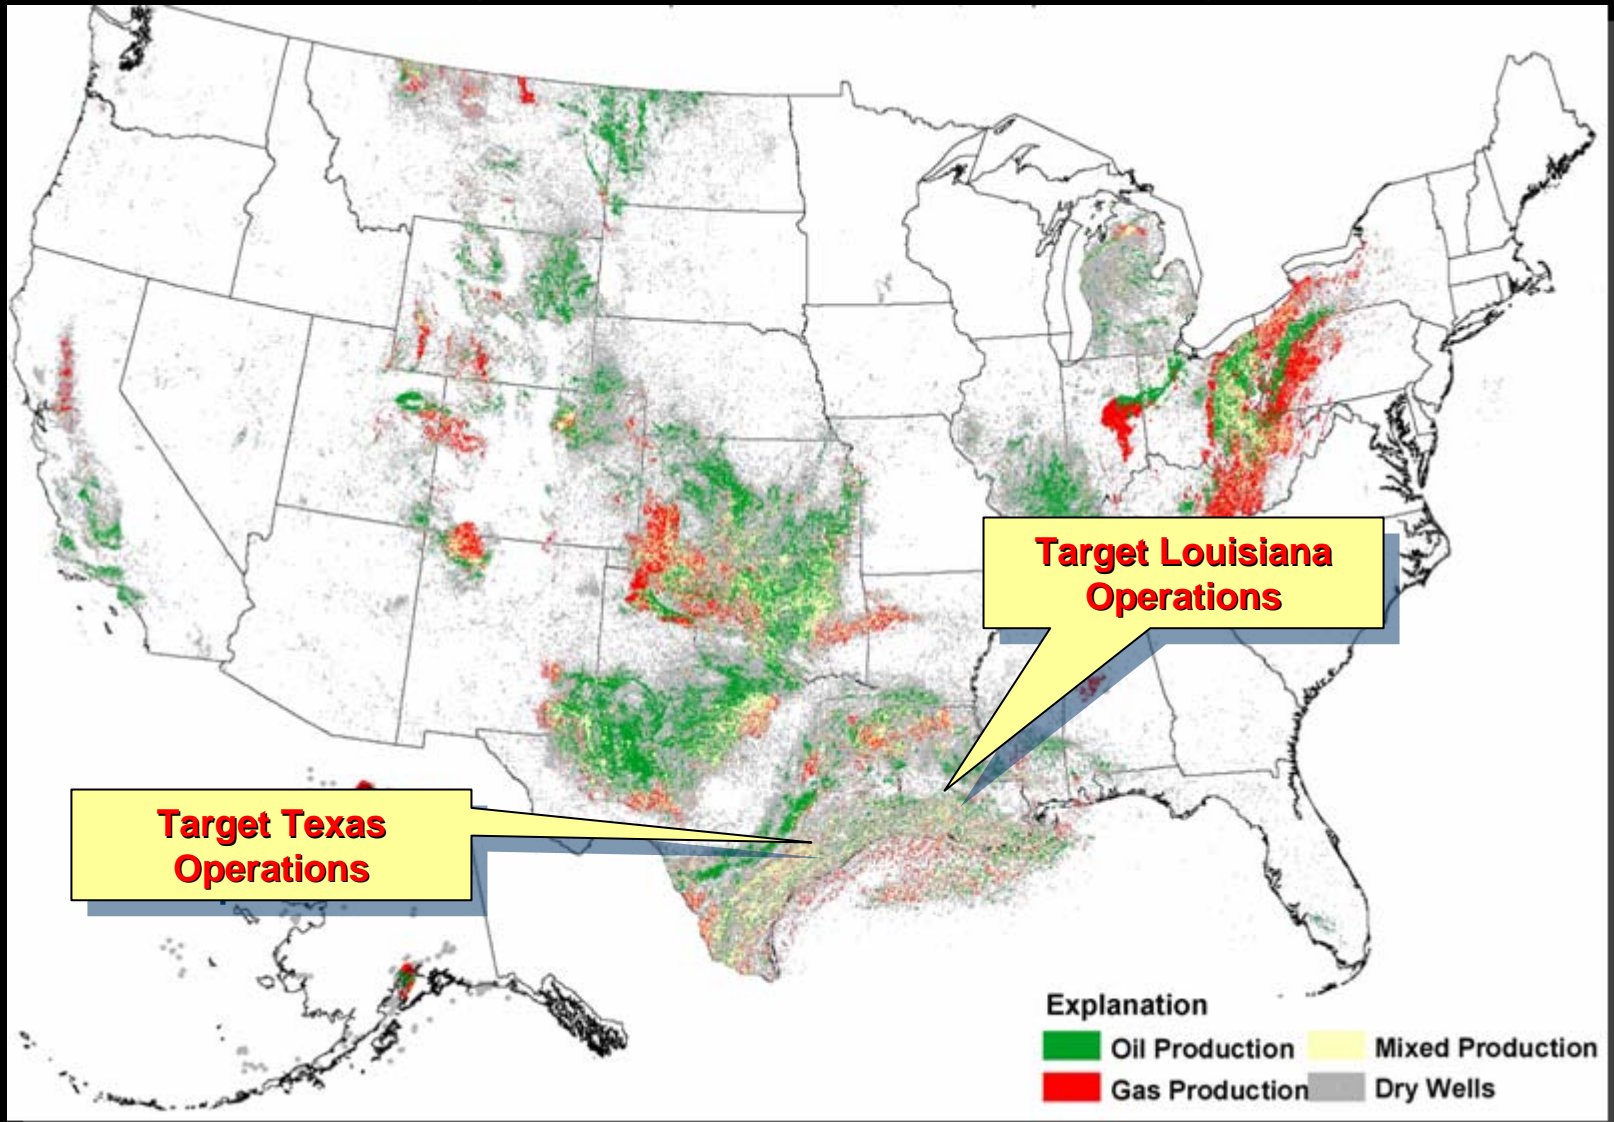 Target Louisiana
Operations
Target Texas
Operations
Explanation
Oil Production
Mixed Production
Gas Production
Dry Wells